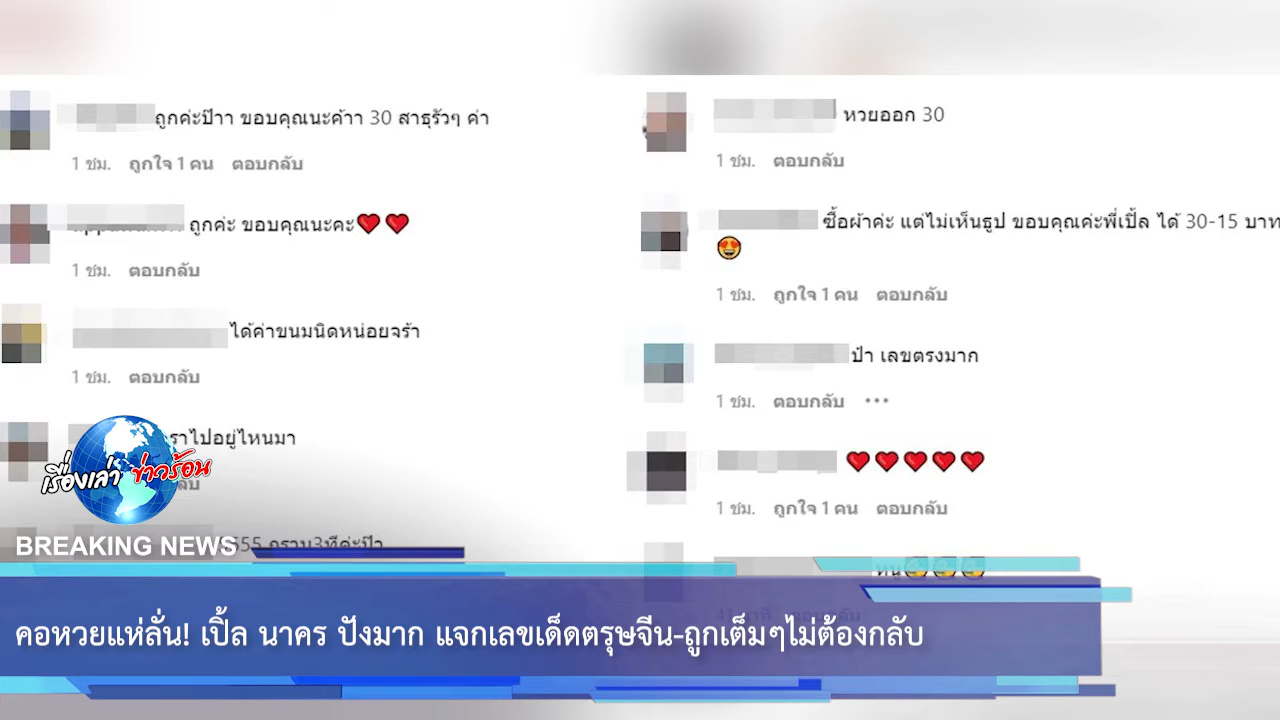 ถูกค่ะป๊าา ขอบคุณนะค้าา 30 สาธุรัวๆ ค่า
1 ชม. ถูกใจ 1 คน ตอบกลับ
ถูกค่ะ ขอบคุณนะคะ❤️❤️
1 ชม. ตอบกลับ
ได้ค่าขนมนิดหน่อยจร้า
1 ชม. ตอบกลับ
ราไปอยู่ไหนมา
555 กราบ3ทีค่ะป๊า
หวยออก 30
1 ชม. ตอบกลับ
ซื้อผ้าค่ะ แต่ไม่เห็นธูป ขอบคุณค่ะพี่เปิ้ล ได้ 30-15 บาท
😍
1 ชม. ถูกใจ 1 คน ตอบกลับ
ป๋า เลขตรงมาก
1 ชม. ตอบกลับ •••
❤️❤️❤️❤️❤️
1 ชม. ถูกใจ 1 คน ตอบกลับ
หนู
เรื่องเล่า ข่าวร้อน
BREAKING NEWS
คอหวยแห่ลั่น! เปิ้ล นาคร ปังมาก แจกเลขเด็ดตรุษจีน-ถูกเต็มๆไม่ต้องกลับ